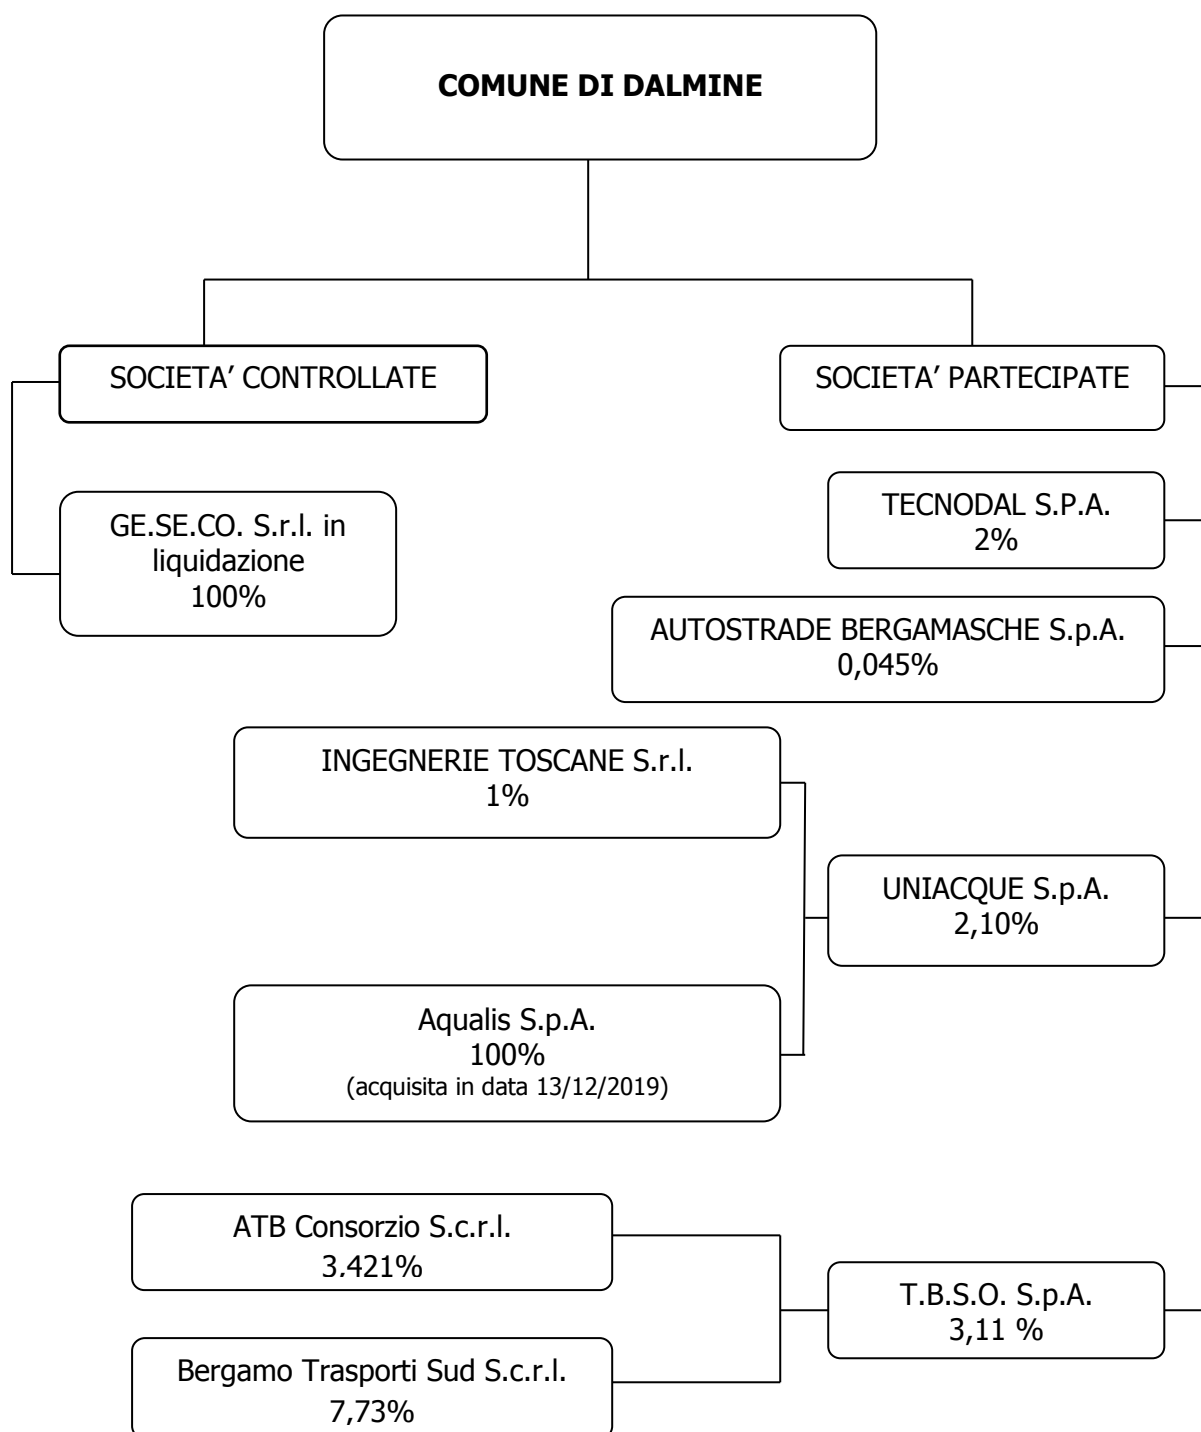 COMUNE DI DALMINE
SOCIETA’ CONTROLLATE
SOCIETA’ PARTECIPATE
GE.SE.CO. S.r.l. in
liquidazione
100%
TECNODAL S.P.A.
2%
AUTOSTRADE BERGAMASCHE S.p.A.
0,045%
INGEGNERIE TOSCANE S.r.l.
1%
UNIACQUE S.p.A.
2,10%
Aqualis S.p.A.
100%
(acquisita in data 13/12/2019)
ATB Consorzio S.c.r.l.
3,421%
T.B.S.O. S.p.A.
3,11 %
Bergamo Trasporti Sud S.c.r.l.
7,73%